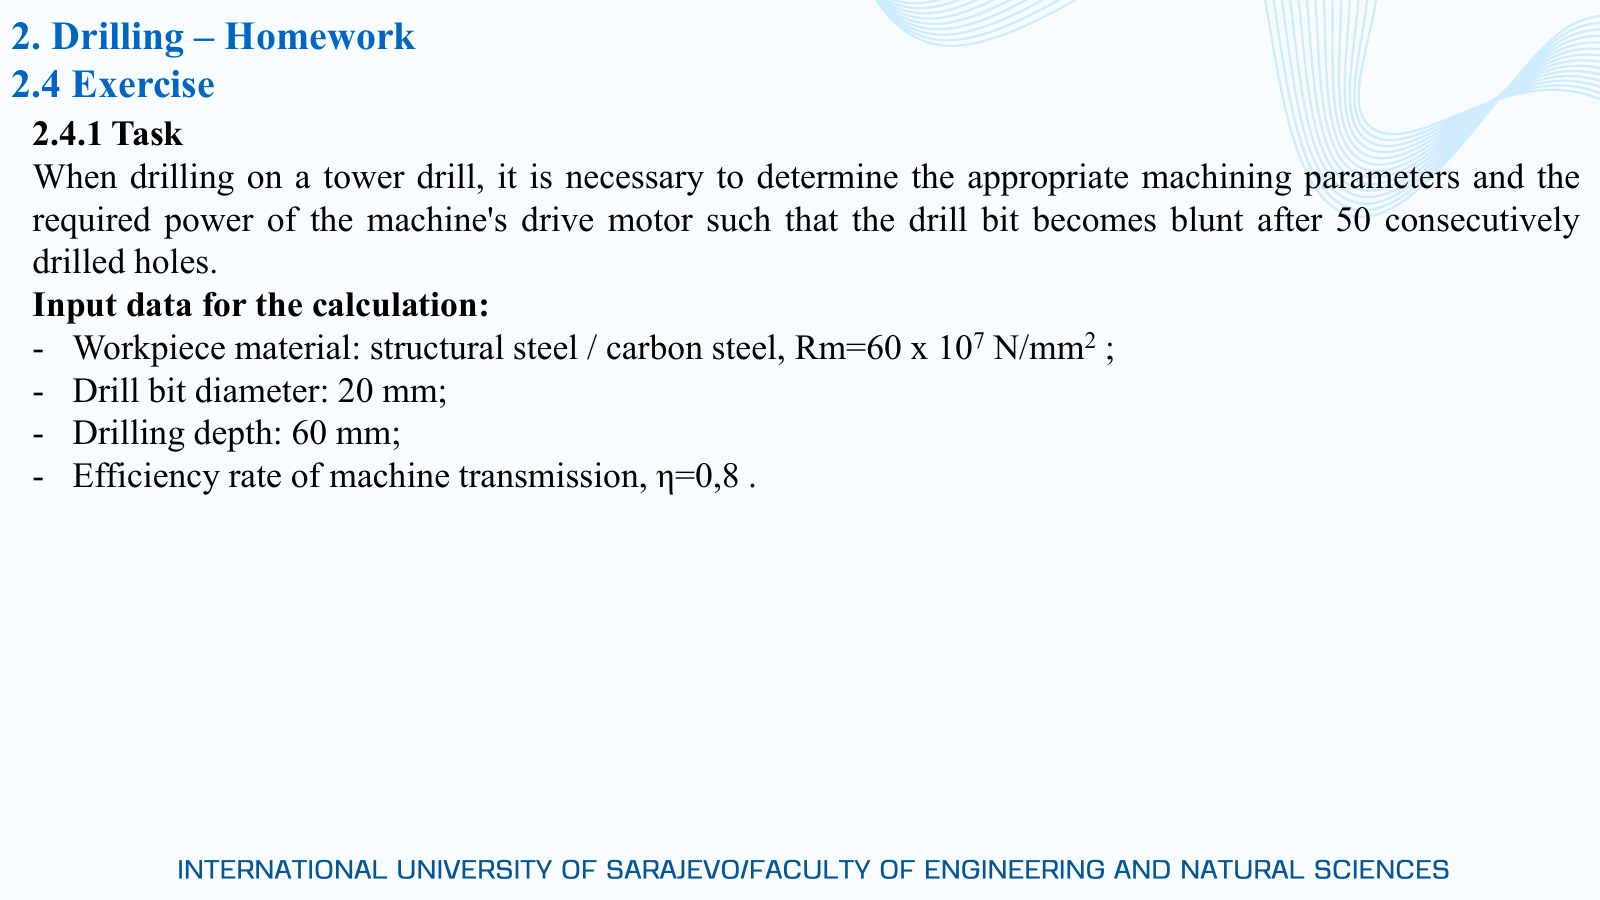 2. Drilling – Homework
2.4 Exercise
2.4.1 Task
When drilling on a tower drill, it is necessary to determine the appropriate machining parameters and the
required power of the machine's drive motor such that the drill bit becomes blunt after 50 consecutively
drilled holes.
Input data for the calculation:
- Workpiece material: structural steel / carbon steel, Rm=60 x 10⁷ N/mm² ;
- Drill bit diameter: 20 mm;
- Drilling depth: 60 mm;
- Efficiency rate of machine transmission, η=0,8 .
INTERNATIONAL UNIVERSITY OF SARAJEVO/FACULTY OF ENGINEERING AND NATURAL SCIENCES